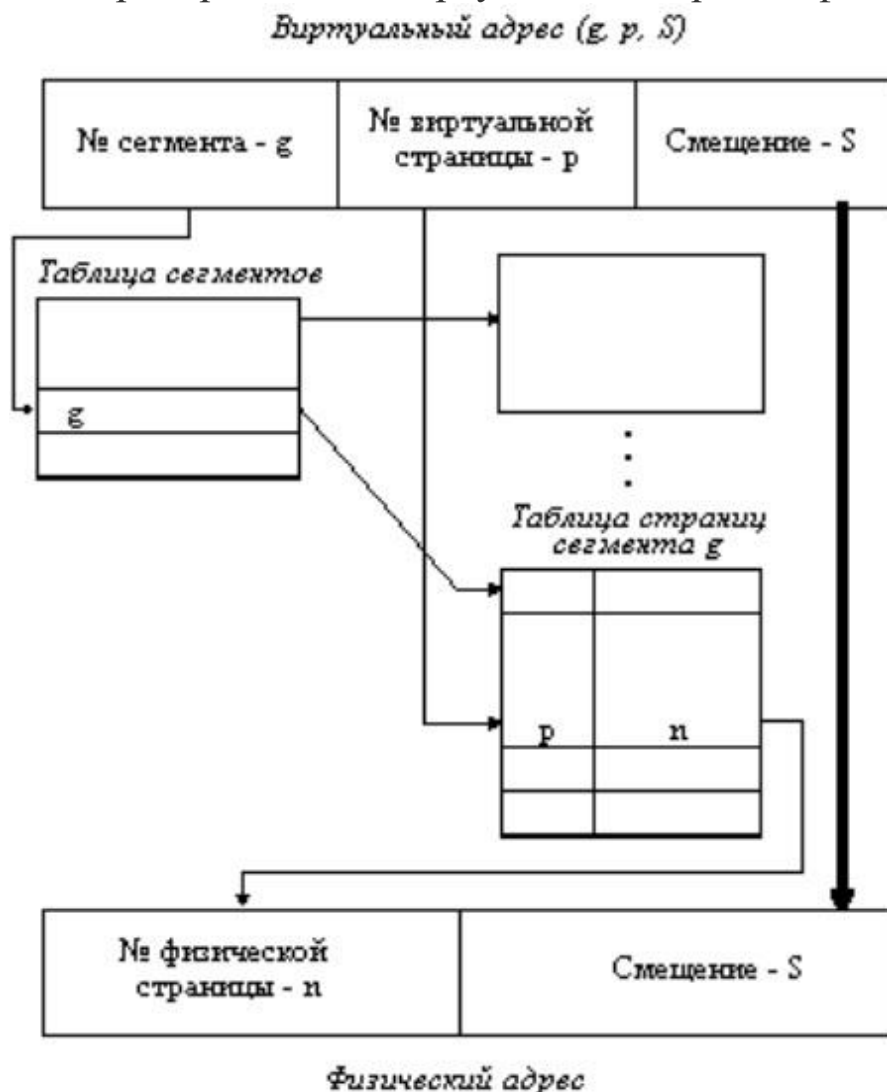 Виртуальный адрес (g, p, S)
№ сегмента - g
№ виртуальной
страницы - p
Смещение - S
Таблица сегментов
g
Таблица страниц
сегмента g
p
n
№ физической
страницы - n
Смещение - S
Физический адрес